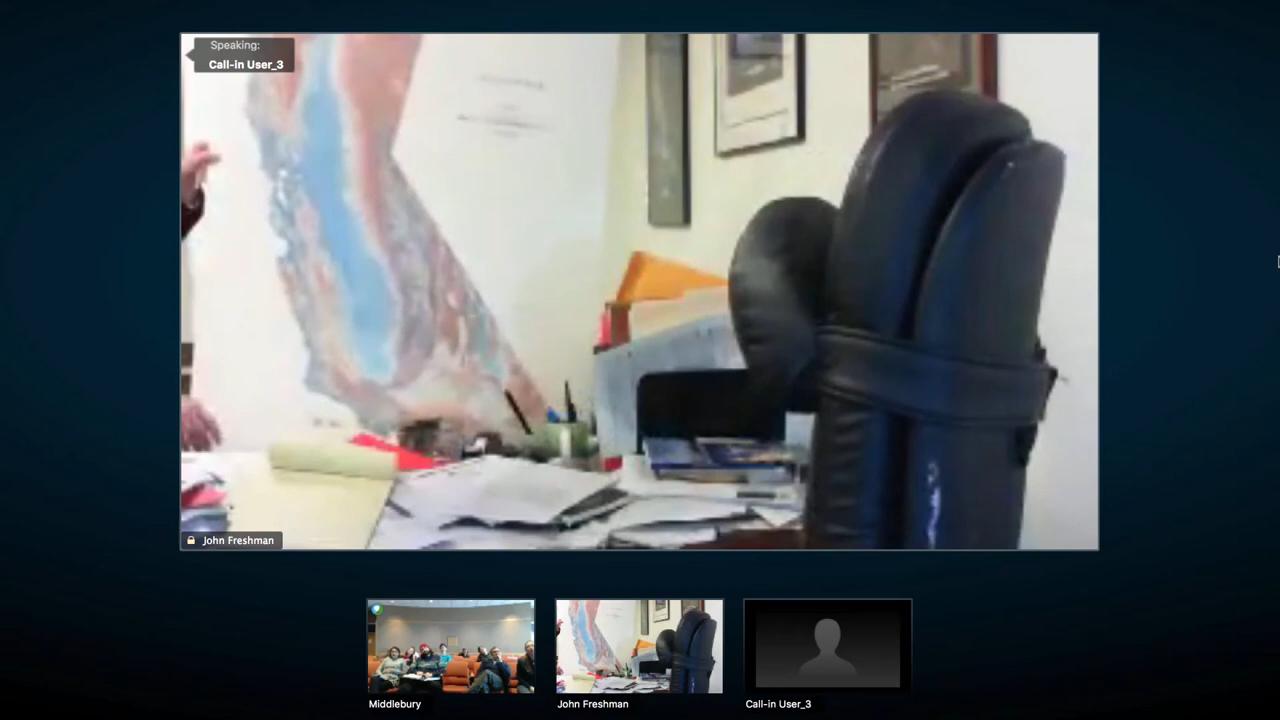 Speaking:
Call-in User_3
John Freshman
Middlebury
John Freshman
Call-in User_3